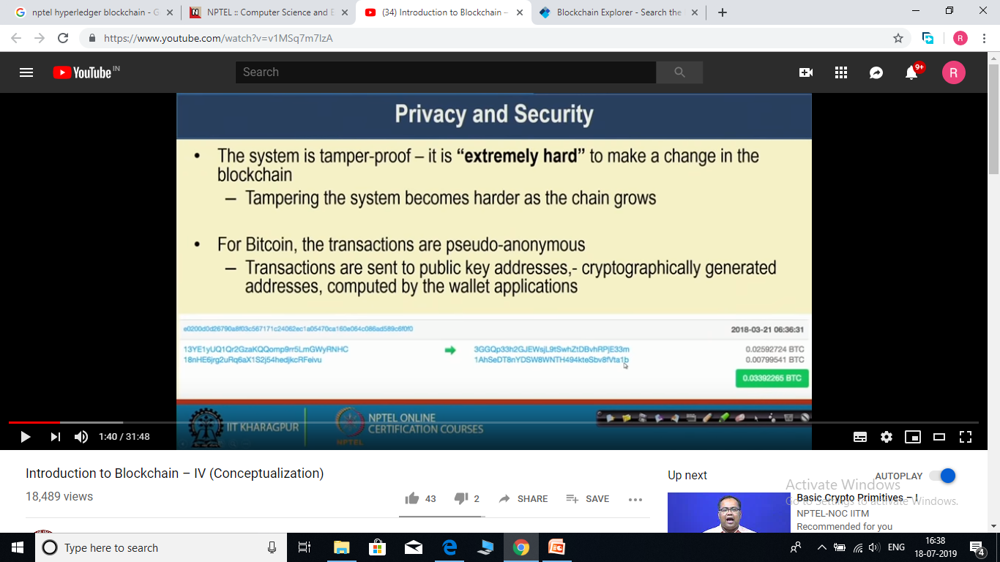 nptel hyperledger blockchain - G
NPTEL :: Computer Science and E
(34) Introduction to Blockchain –
Blockchain Explorer - Search the
https://www.youtube.com/watch?v=v1MSq7m7lzA
R
YouTube IN
Search
9+
R
Privacy and Security
• The system is tamper-proof – it is “extremely hard” to make a change in the
blockchain
– Tampering the system becomes harder as the chain grows
• For Bitcoin, the transactions are pseudo-anonymous
– Transactions are sent to public key addresses,- cryptographically generated
addresses, computed by the wallet applications
e0200d0d26790a8f03c567171c24062ec1a05470ca160e064c086ad589c6f0f0 2018-03-21 06:36:31
13YE1yUQ1Qr2GzaKQQomp9rr5LmGWyRNHC 3GGQp33h2GJEWsjL9tSwhZtDBvhRPjE33m 0.02592724 BTC
18nHE6jrg2uRq6aX1S2j54hedjkcRFeivu 1AhSeDT8nYDSW8WNTH494kteSbv8fVta1b 0.00799541 BTC
0.03392265 BTC
IIT KHARAGPUR
NPTEL
NPTEL ONLINE
CERTIFICATION COURSES
1:40 / 31:48
Introduction to Blockchain – IV (Conceptualization)
18,489 views
43
2
SHARE
SAVE
Up next
AUTOPLAY
Activate Windows
Go to Settings to activate Windows.
Basic Crypto Primitives – I
NPTEL-NOC IITM
Recommended for you
Type here to search
ENG
16:38
18-07-2019
4